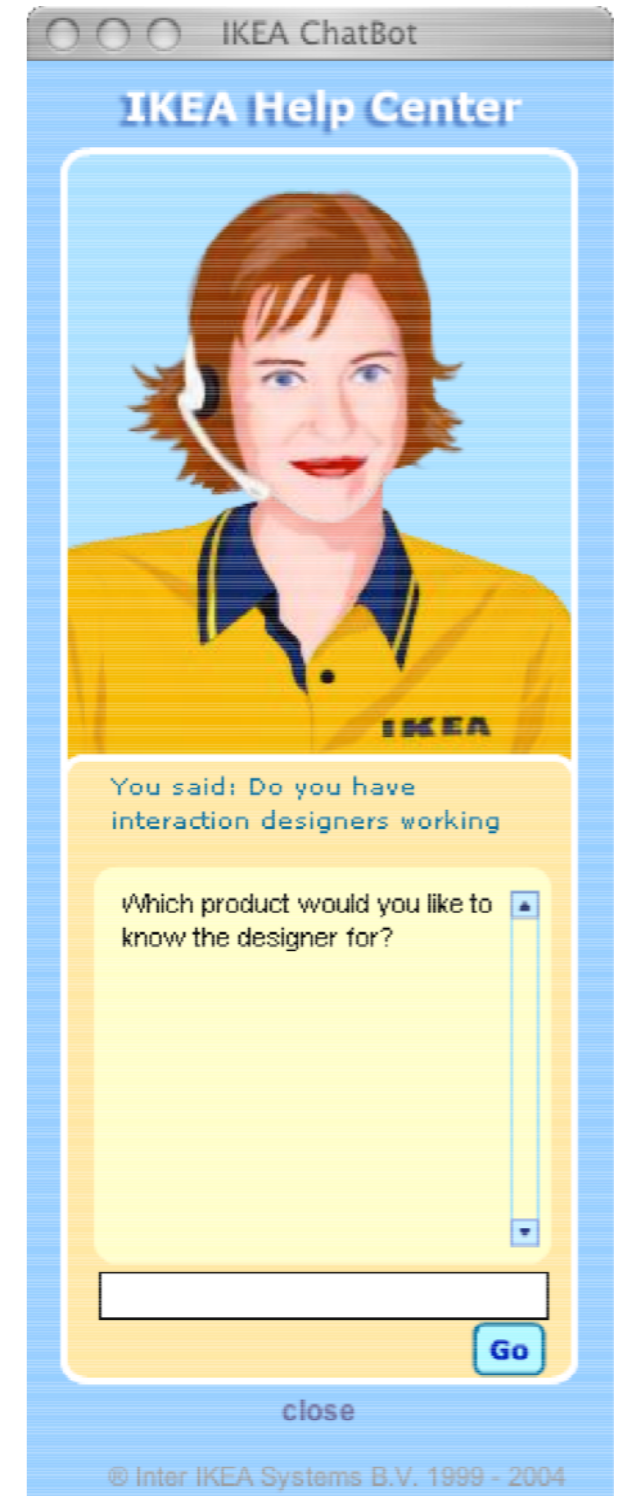 IKEA ChatBot
IKEA Help Center
IKEA
You said: Do you have
interaction designers working
Which product would you like to
know the designer for?
Go
close
® Inter IKEA Systems B.V. 1999 - 2004